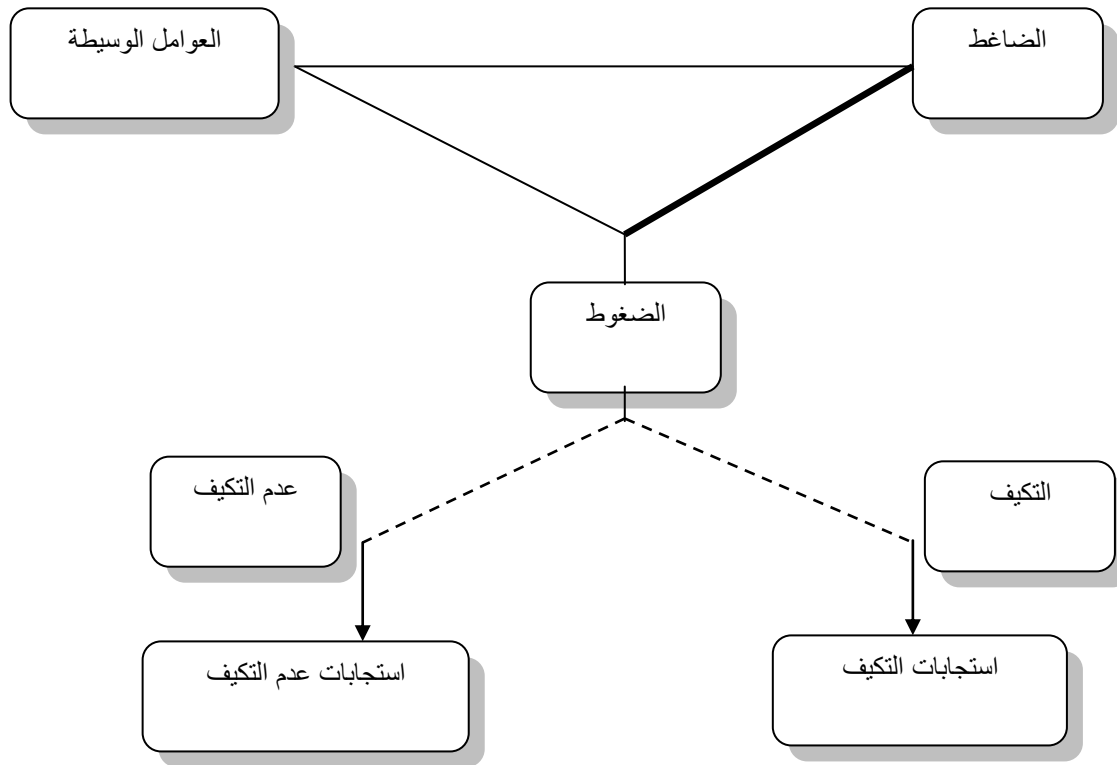 الضاغط
العوامل الوسيطة
الضغوط
التكيف
عدم التكيف
استجابات التكيف
استجابات عدم التكيف